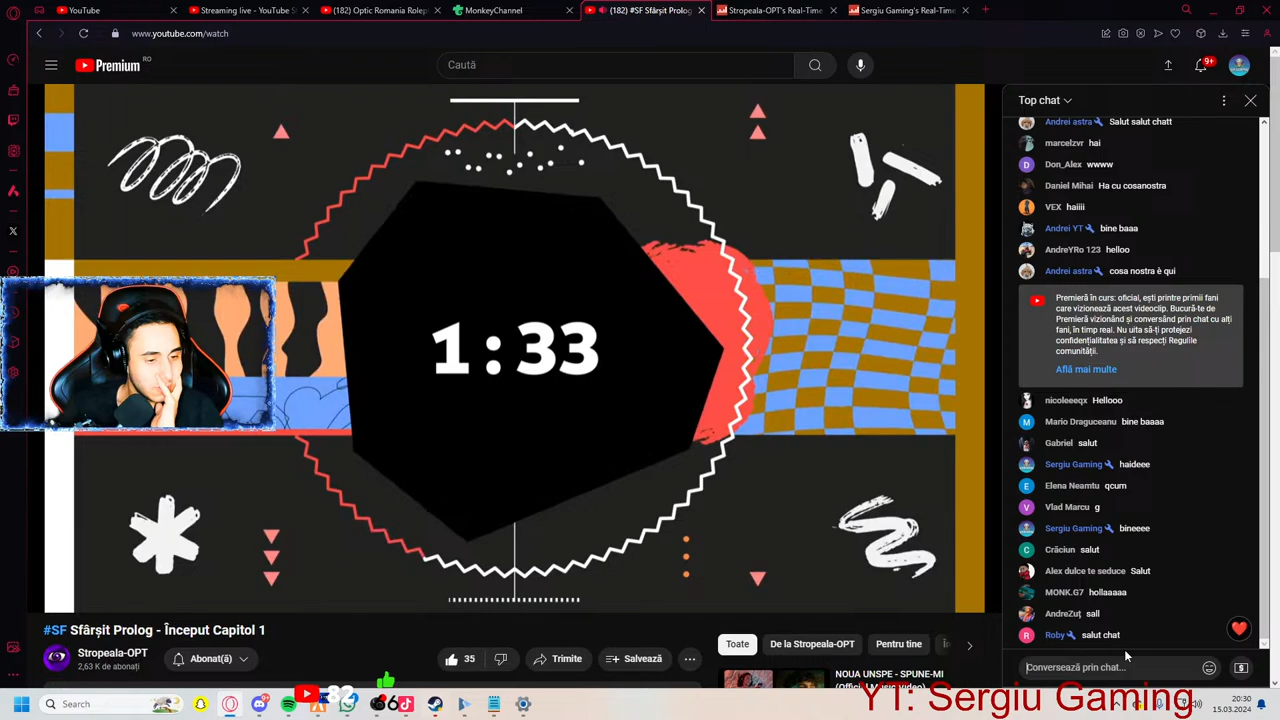 YouTube
Streaming live - YouTube S
(182) Optic Romania Rolepl
MonkeyChannel
(182) #SF Sfârșit Prolog
Stropeala-OPT's Real-Time
Sergiu Gaming's Real-Time
www.youtube.com/watch
Premium RO
Caută
9+
Top chat
Andrei astra Salut salut chatt
marcelzvr hai
Don_Alex wwww
Daniel Mihai Ha cu cosanostra
VEX haiiii
Andrei YT bine baaa
AndreYRo 123 helloo
Andrei astra cosa nostra è qui
Premieră în curs: oficial, ești printre primii fani
care vizionează acest videoclip. Bucură-te de
Premieră vizionând și conversând prin chat cu alți
fani, în timp real. Nu uita să-ți protejezi
confidențialitatea și să respecți Regulile
comunității.
Află mai multe
nicoleeeqx Hellooo
Mario Draguceanu bine baaaa
Gabriel salut
Sergiu Gaming haideee
Elena Neamtu qcum
Vlad Marcu g
Sergiu Gaming bineeee
Crăciun salut
Alex dulce te seduce Salut
MONK.G7 hollaaaaa
AndreZuț sall
Roby salut chat
Conversează prin chat...
1:33
#SF Sfârșit Prolog - Început Capitol 1
Stropeala-OPT
2,63 K de abonați
Abonat(ă)
35
Trimite
Salvează
Toate
De la Stropeala-OPT
Pentru tine
În
NOUA UNSPE - SPUNE-MI
(Official Music video)
82
6
YT: Sergiu Gaming
Search
20:30
15.03.2024